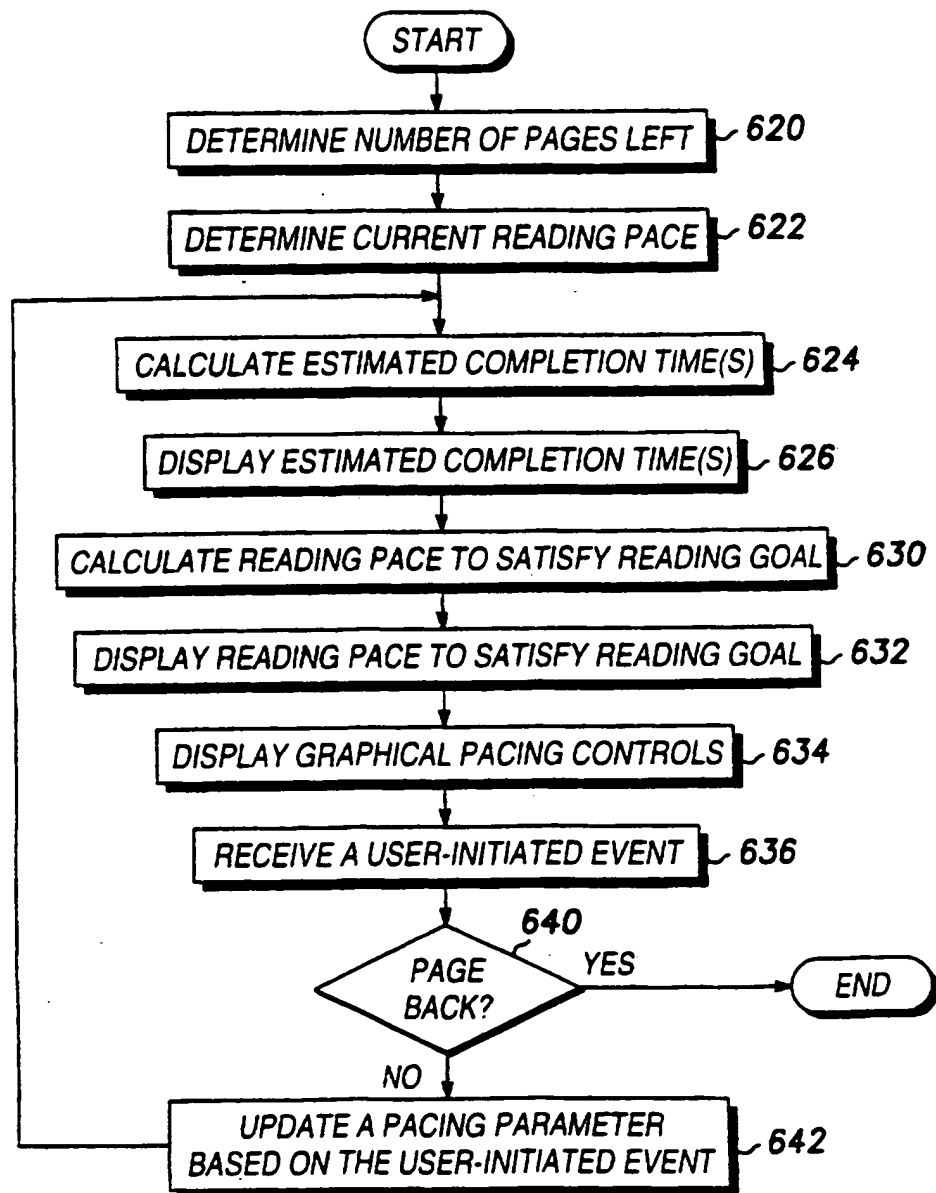 START
DETERMINE NUMBER OF PAGES LEFT 620
DETERMINE CURRENT READING PACE 622
CALCULATE ESTIMATED COMPLETION TIME(S) 624
DISPLAY ESTIMATED COMPLETION TIME(S) 626
CALCULATE READING PACE TO SATISFY READING GOAL 630
DISPLAY READING PACE TO SATISFY READING GOAL 632
DISPLAY GRAPHICAL PACING CONTROLS 634
RECEIVE A USER-INITIATED EVENT 636
640
PAGE
BACK?
YES
END
NO
UPDATE A PACING PARAMETER
BASED ON THE USER-INITIATED EVENT 642